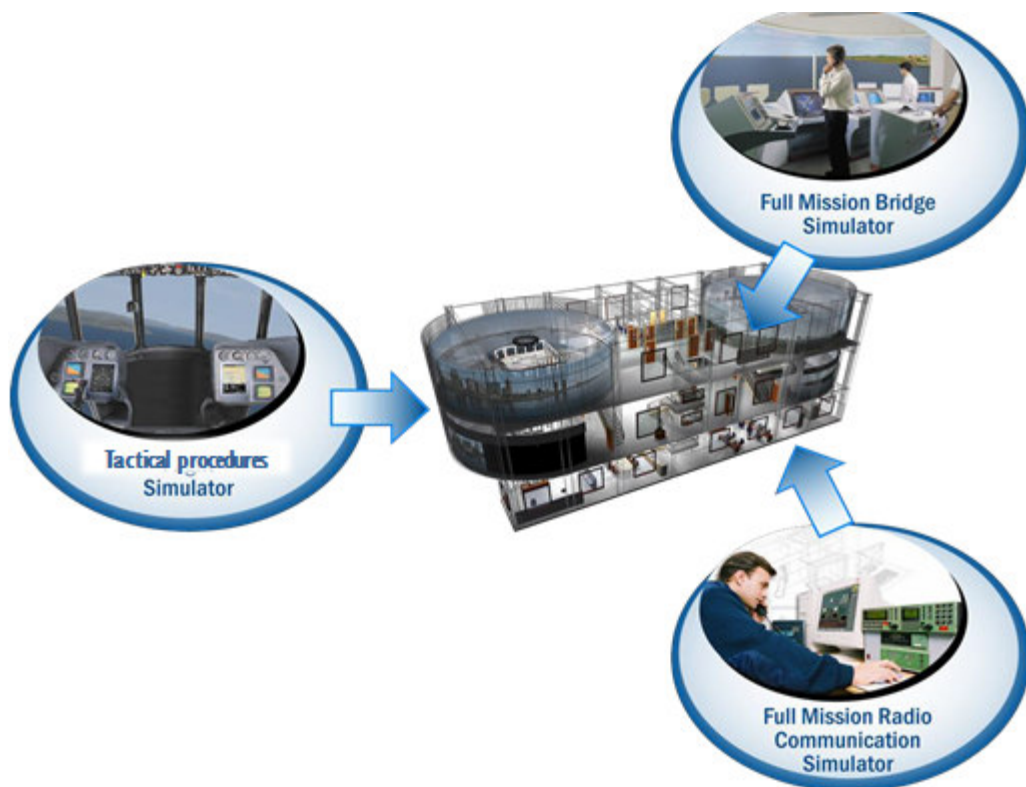 Full Mission Bridge
Simulator
Tactical procedures
Simulator
Full Mission Radio
Communication
Simulator